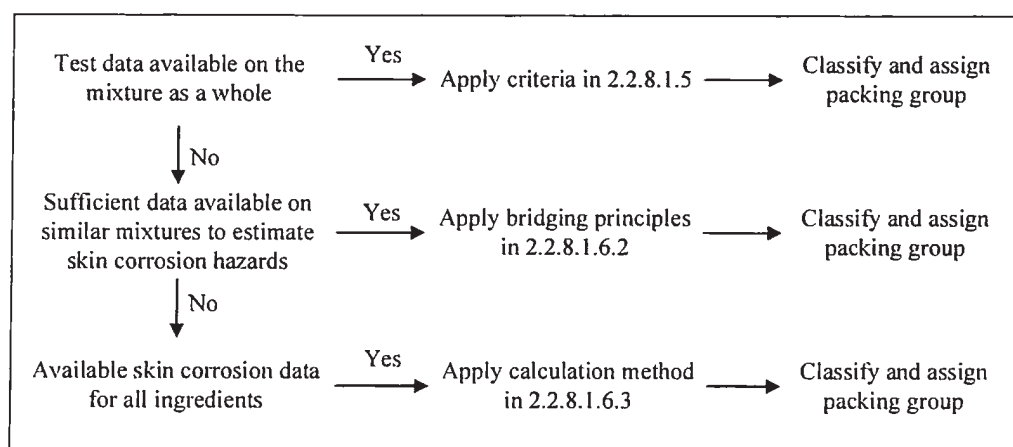 Test data available on the
mixture as a whole
Yes
Apply criteria in 2.2.8.1.5
Classify and assign
packing group
No
Sufficient data available on
similar mixtures to estimate
skin corrosion hazards
Yes
Apply bridging principles
in 2.2.8.1.6.2
Classify and assign
packing group
No
Available skin corrosion data
for all ingredients
Yes
Apply calculation method
in 2.2.8.1.6.3
Classify and assign
packing group